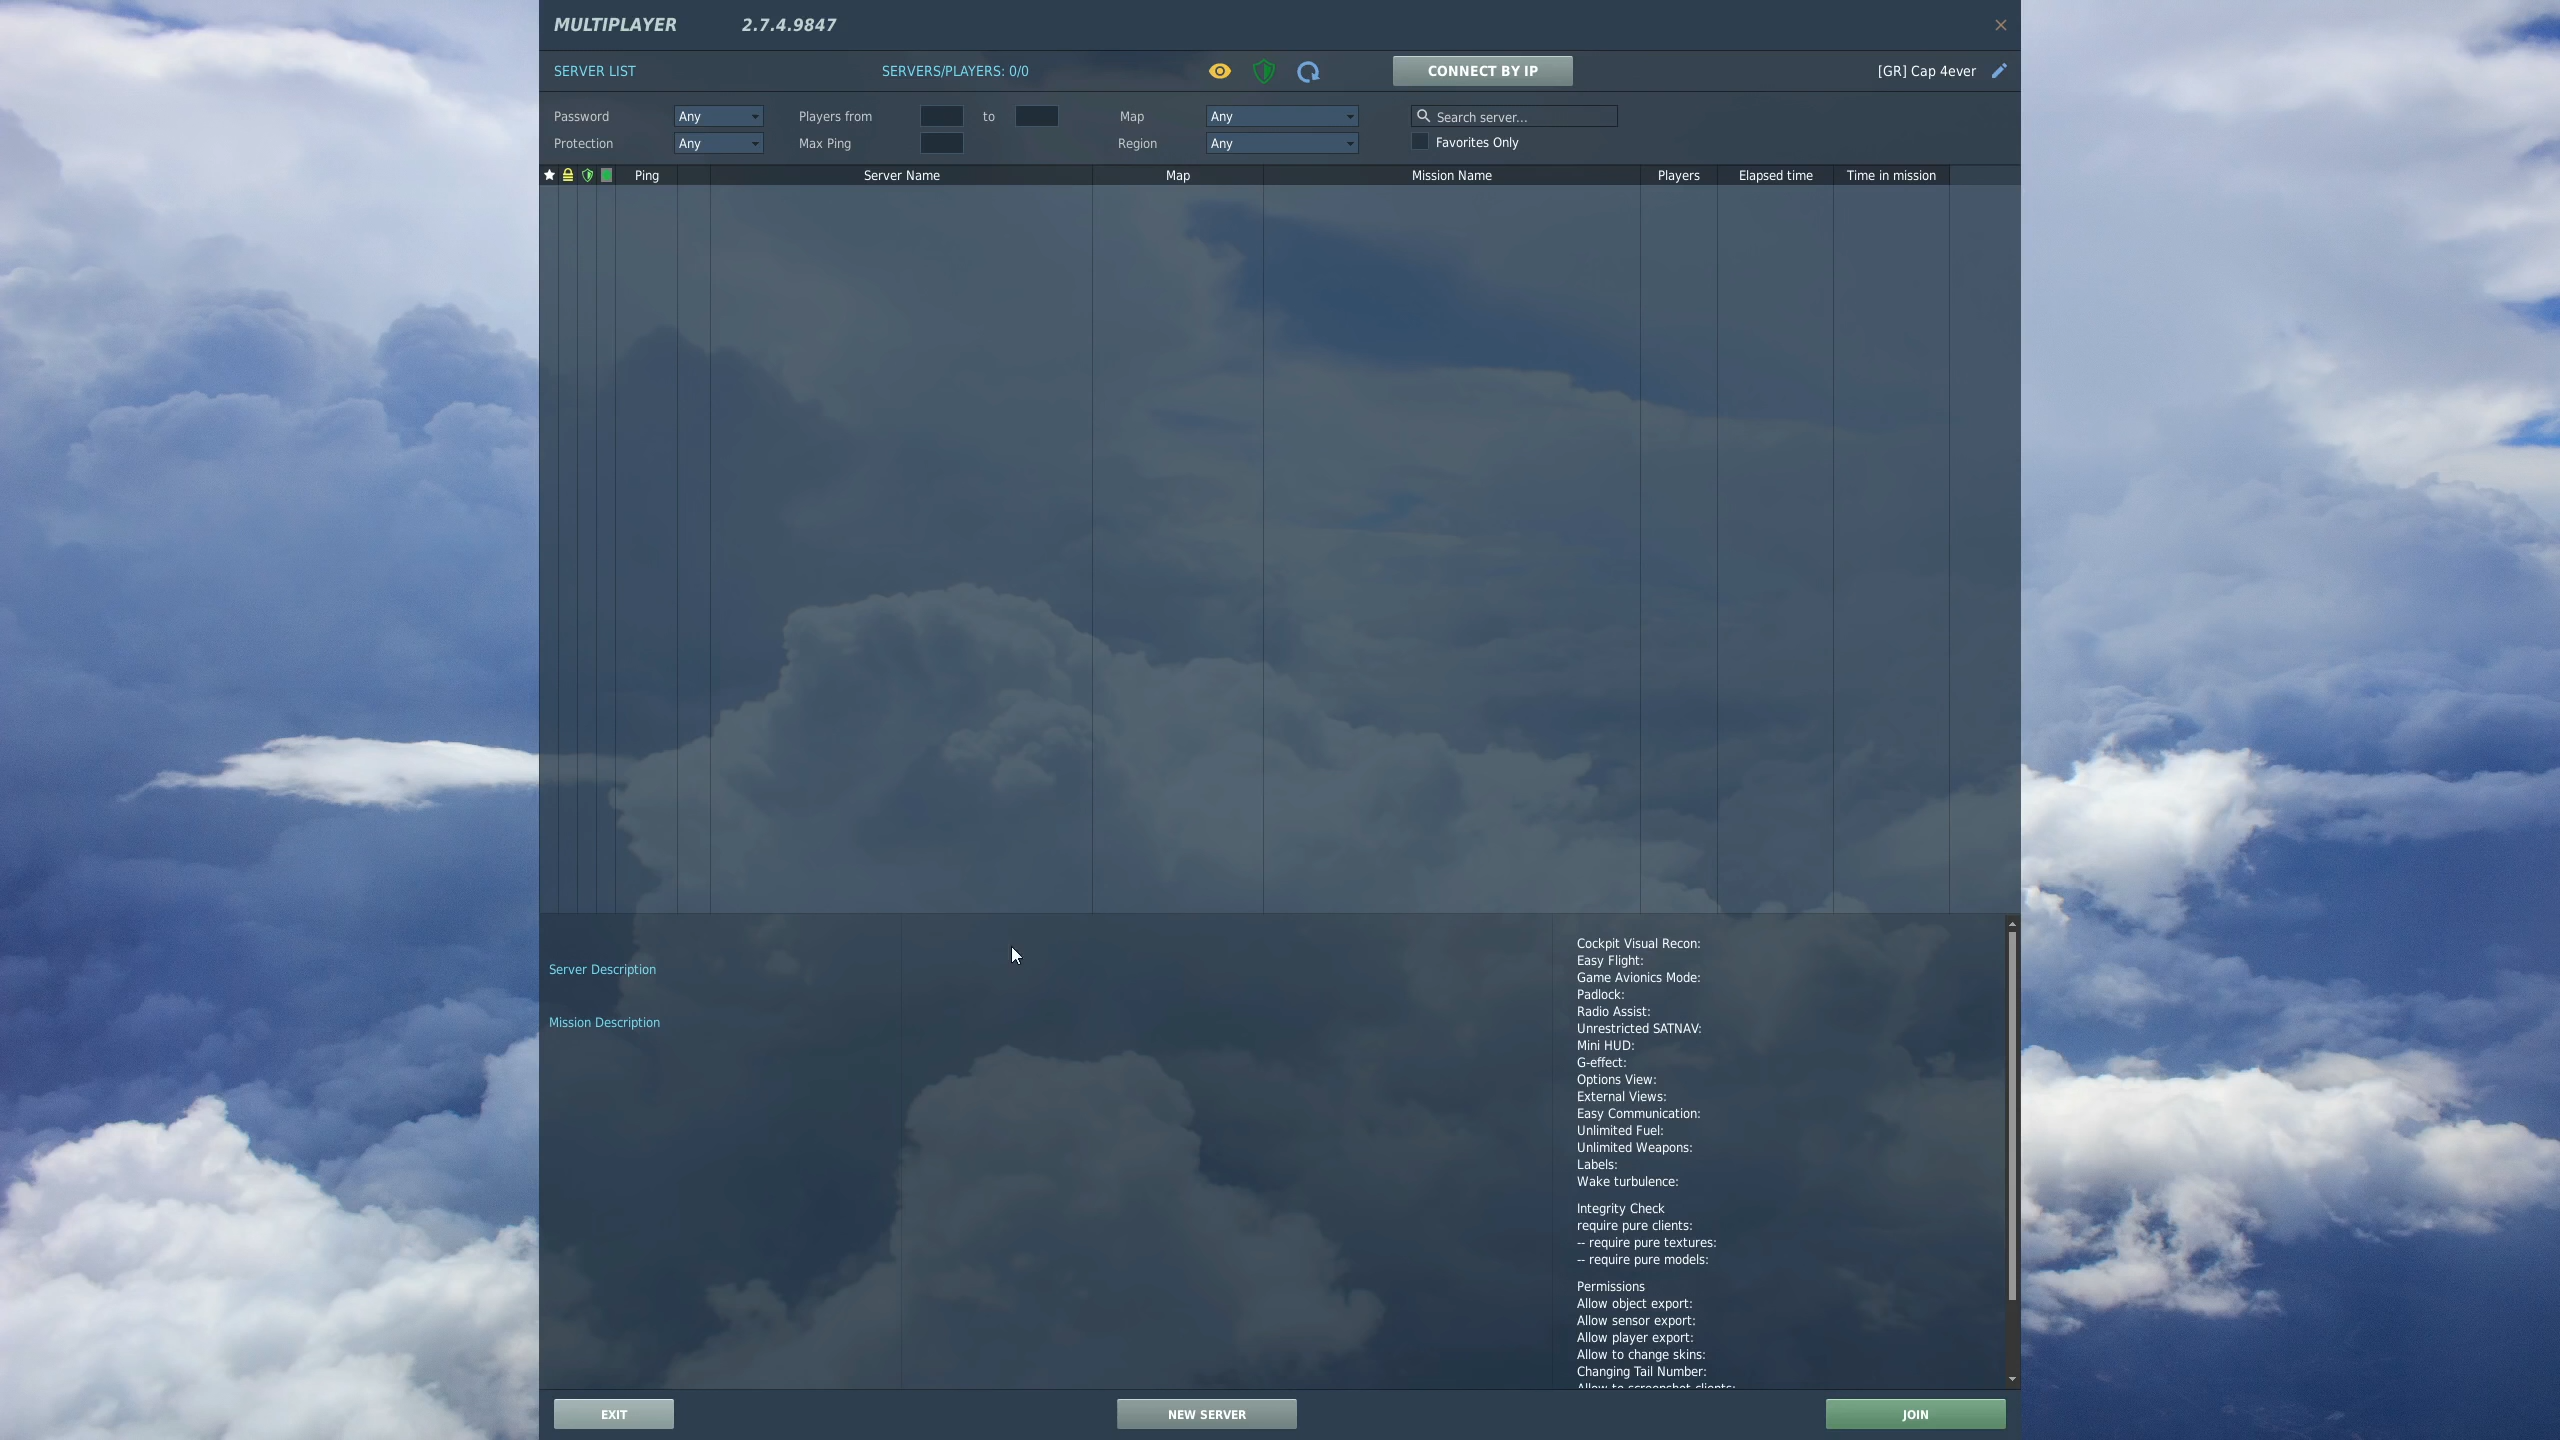 MULTIPLAYER 2.7.4.9847
SERVER LIST SERVERS/PLAYERS: 0/0 CONNECT BY IP [GR] Cap 4ever
Password Any Players from to Map Any Search server...
Protection Any Max Ping Region Any Favorites Only
Ping Server Name Map Mission Name Players Elapsed time Time in mission
Server Description
Mission Description
Cockpit Visual Recon:
Easy Flight:
Game Avionics Mode:
Padlock:
Radio Assist:
Unrestricted SATNAV:
Mini HUD:
G-effect:
Options View:
External Views:
Easy Communication:
Unlimited Fuel:
Unlimited Weapons:
Labels:
Wake turbulence:
Integrity Check
require pure clients:
-- require pure textures:
-- require pure models:
Permissions
Allow object export:
Allow sensor export:
Allow player export:
Allow to change skins:
Changing Tail Number:
Allow to screenshot clients:
EXIT NEW SERVER JOIN